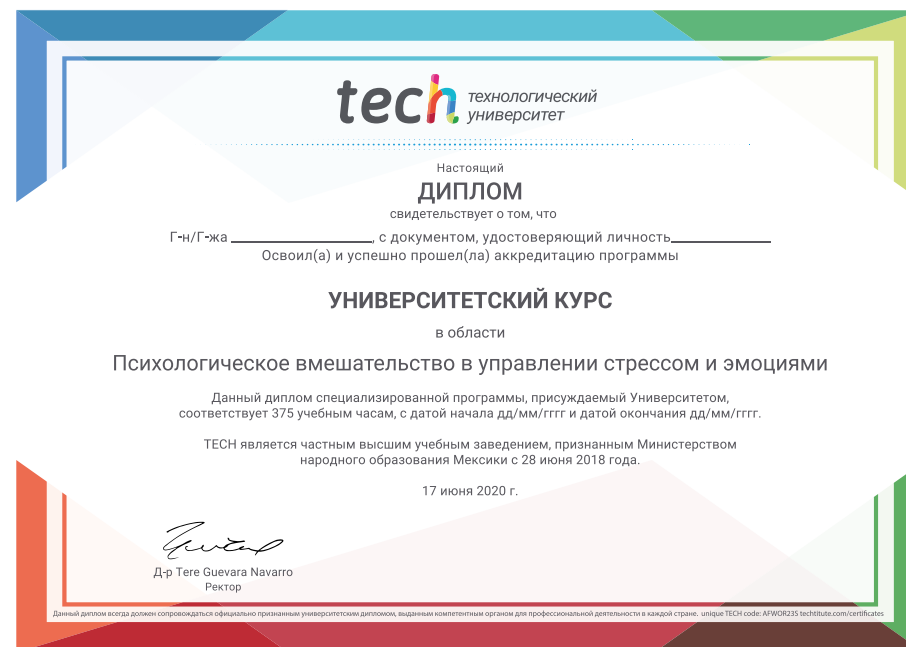 tech технологический
университет
Настоящий
ДИПЛОМ
свидетельствует о том, что
Г-н/Г-жа ________________, с документом, удостоверяющий личность____________
Освоил(а) и успешно прошел(ла) аккредитацию программы
УНИВЕРСИТЕТСКИЙ КУРС
в области
Психологическое вмешательство в управлении стрессом и эмоциями
Данный диплом специализированной программы, присуждаемый Университетом,
соответствует 375 учебным часам, с датой начала дд/мм/гггг и датой окончания дд/мм/гггг.
TECH является частным высшим учебным заведением, признанным Министерством
народного образования Мексики с 28 июня 2018 года.
17 июня 2020 г.
Д-р Tere Guevara Navarro
Ректор
Данный диплом всегда должен сопровождаться официально признанным университетским дипломом, выданным компетентным органом для профессиональной деятельности в каждой стране. unique TECH code: AFWOR23S techtitute.com/certificates